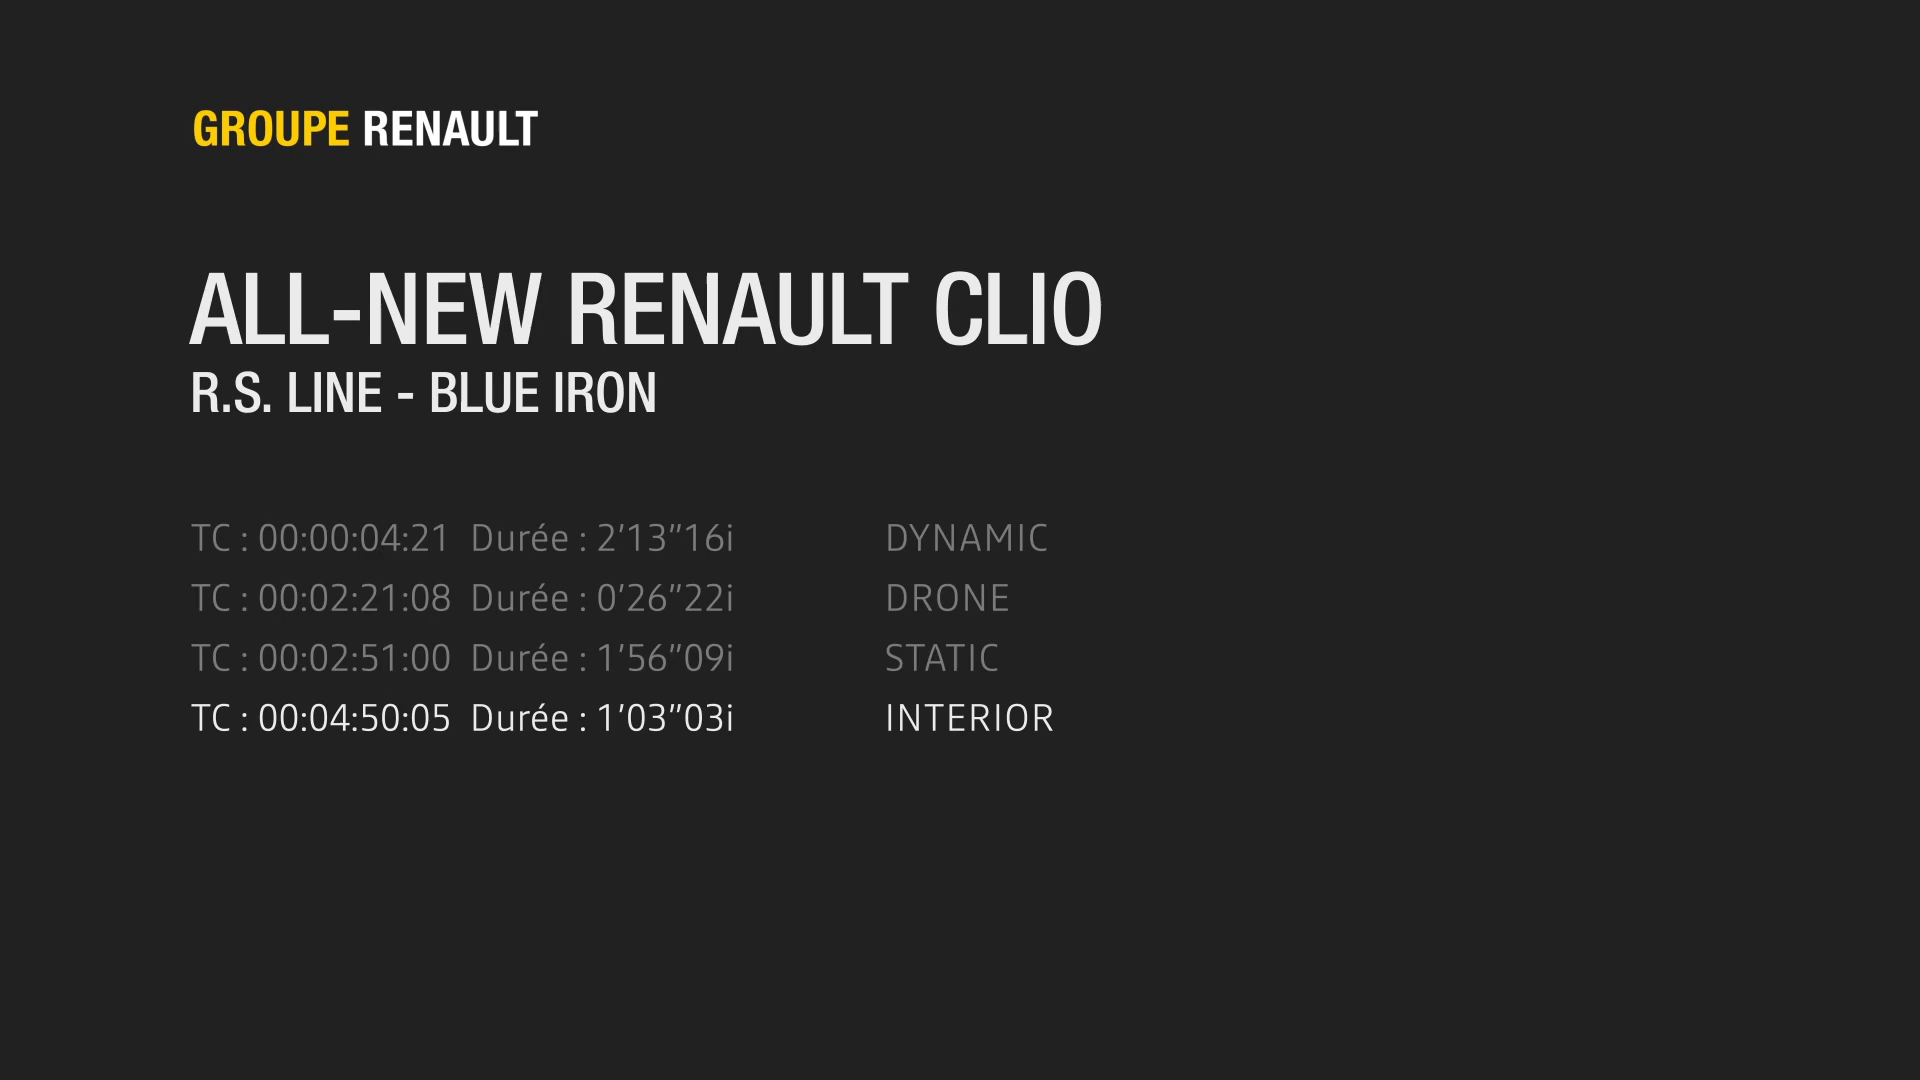 GROUPE RENAULT
ALL-NEW RENAULT CLIO
R.S. LINE - BLUE IRON
TC : 00:00:04:21 Durée : 2’13”16i DYNAMIC
TC : 00:02:21:08 Durée : 0’26”22i DRONE
TC : 00:02:51:00 Durée : 1’56”09i STATIC
TC : 00:04:50:05 Durée : 1’03”03i INTERIOR